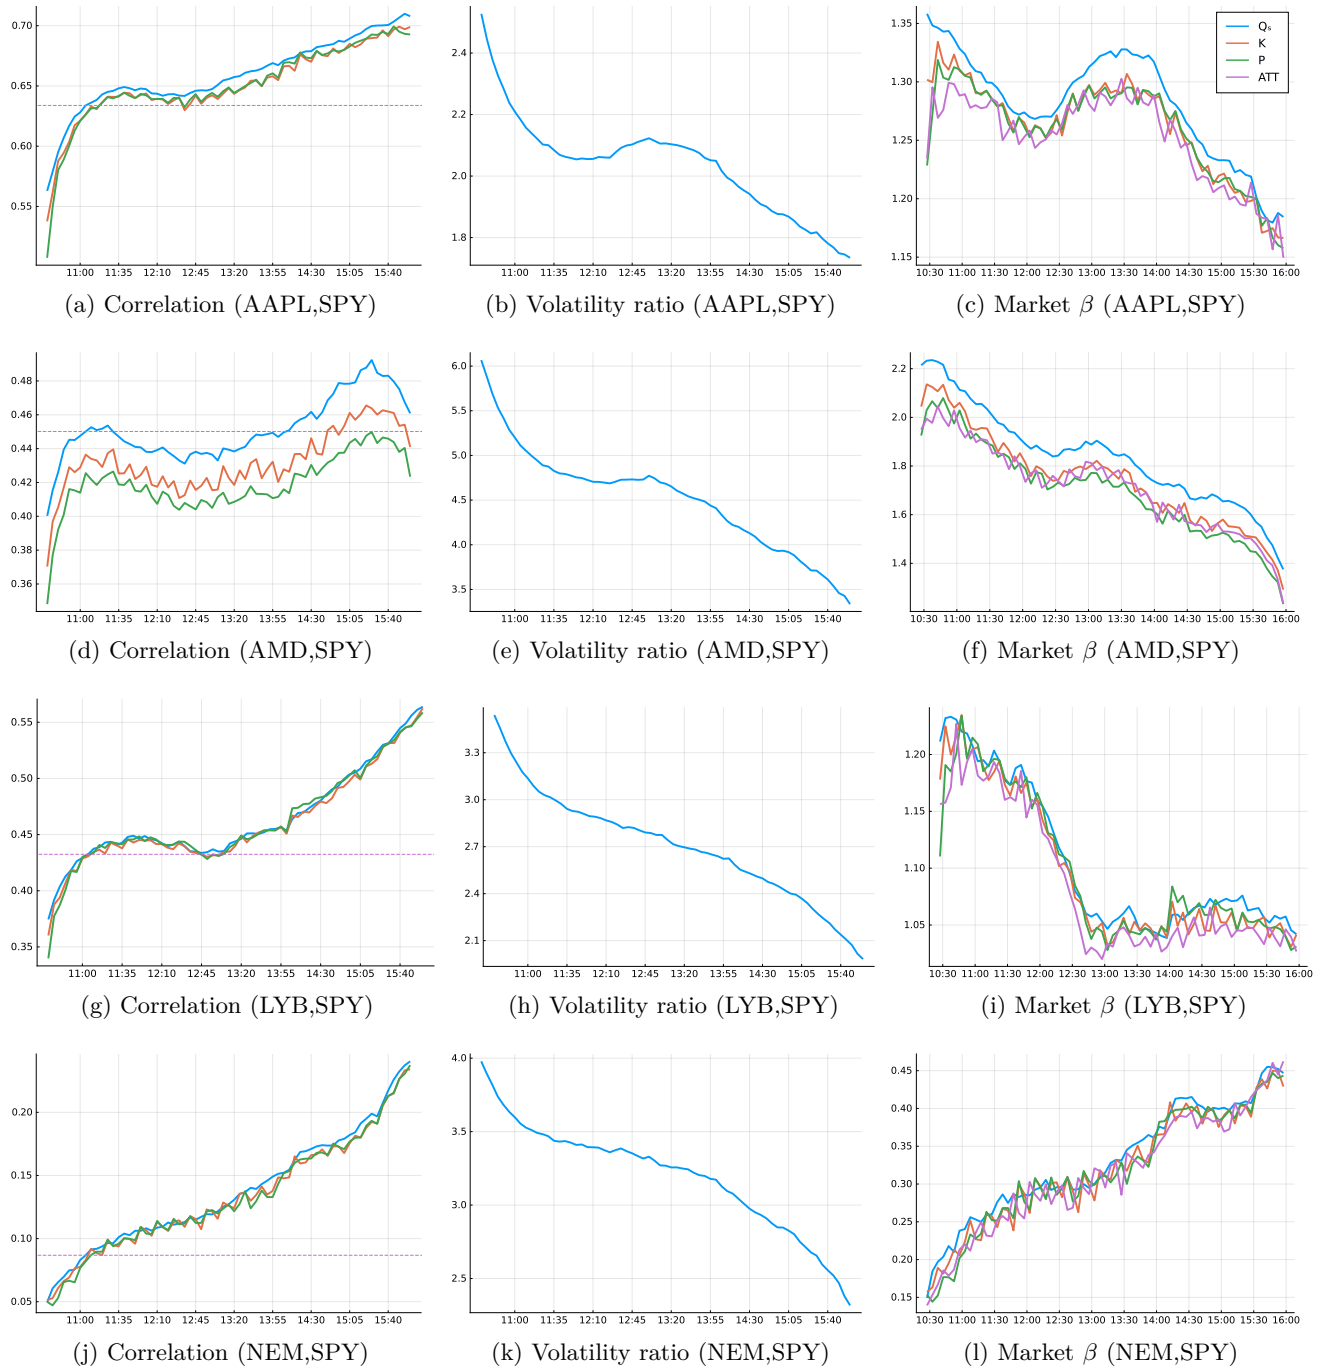 0.70
0.65
0.60
0.55
11:00 11:35 12:10 12:45 13:20 13:55 14:30 15:05 15:40
(a) Correlation (AAPL,SPY)
2.4
2.2
2.0
1.8
11:00 11:35 12:10 12:45 13:20 13:55 14:30 15:05 15:40
(b) Volatility ratio (AAPL,SPY)
1.35
1.30
1.25
1.20
1.15
10:30 11:00 11:30 12:00 12:30 13:00 13:30 14:00 14:30 15:00 15:30 16:00
Qₛ
K
P
ATT
(c) Market β (AAPL,SPY)
0.48
0.46
0.44
0.42
0.40
0.38
0.36
11:00 11:35 12:10 12:45 13:20 13:55 14:30 15:05 15:40
(d) Correlation (AMD,SPY)
6.0
5.5
5.0
4.5
4.0
3.5
11:00 11:35 12:10 12:45 13:20 13:55 14:30 15:05 15:40
(e) Volatility ratio (AMD,SPY)
2.2
2.0
1.8
1.6
1.4
10:30 11:00 11:30 12:00 12:30 13:00 13:30 14:00 14:30 15:00 15:30 16:00
(f) Market β (AMD,SPY)
0.55
0.50
0.45
0.40
0.35
11:00 11:35 12:10 12:45 13:20 13:55 14:30 15:05 15:40
(g) Correlation (LYB,SPY)
3.3
3.0
2.7
2.4
2.1
11:00 11:35 12:10 12:45 13:20 13:55 14:30 15:05 15:40
(h) Volatility ratio (LYB,SPY)
1.20
1.15
1.10
1.05
10:30 11:00 11:30 12:00 12:30 13:00 13:30 14:00 14:30 15:00 15:30 16:00
(i) Market β (LYB,SPY)
0.20
0.15
0.10
0.05
11:00 11:35 12:10 12:45 13:20 13:55 14:30 15:05 15:40
(j) Correlation (NEM,SPY)
4.0
3.5
3.0
2.5
11:00 11:35 12:10 12:45 13:20 13:55 14:30 15:05 15:40
(k) Volatility ratio (NEM,SPY)
0.45
0.40
0.35
0.30
0.25
0.20
0.15
10:30 11:00 11:30 12:00 12:30 13:00 13:30 14:00 14:30 15:00 15:30 16:00
(l) Market β (NEM,SPY)